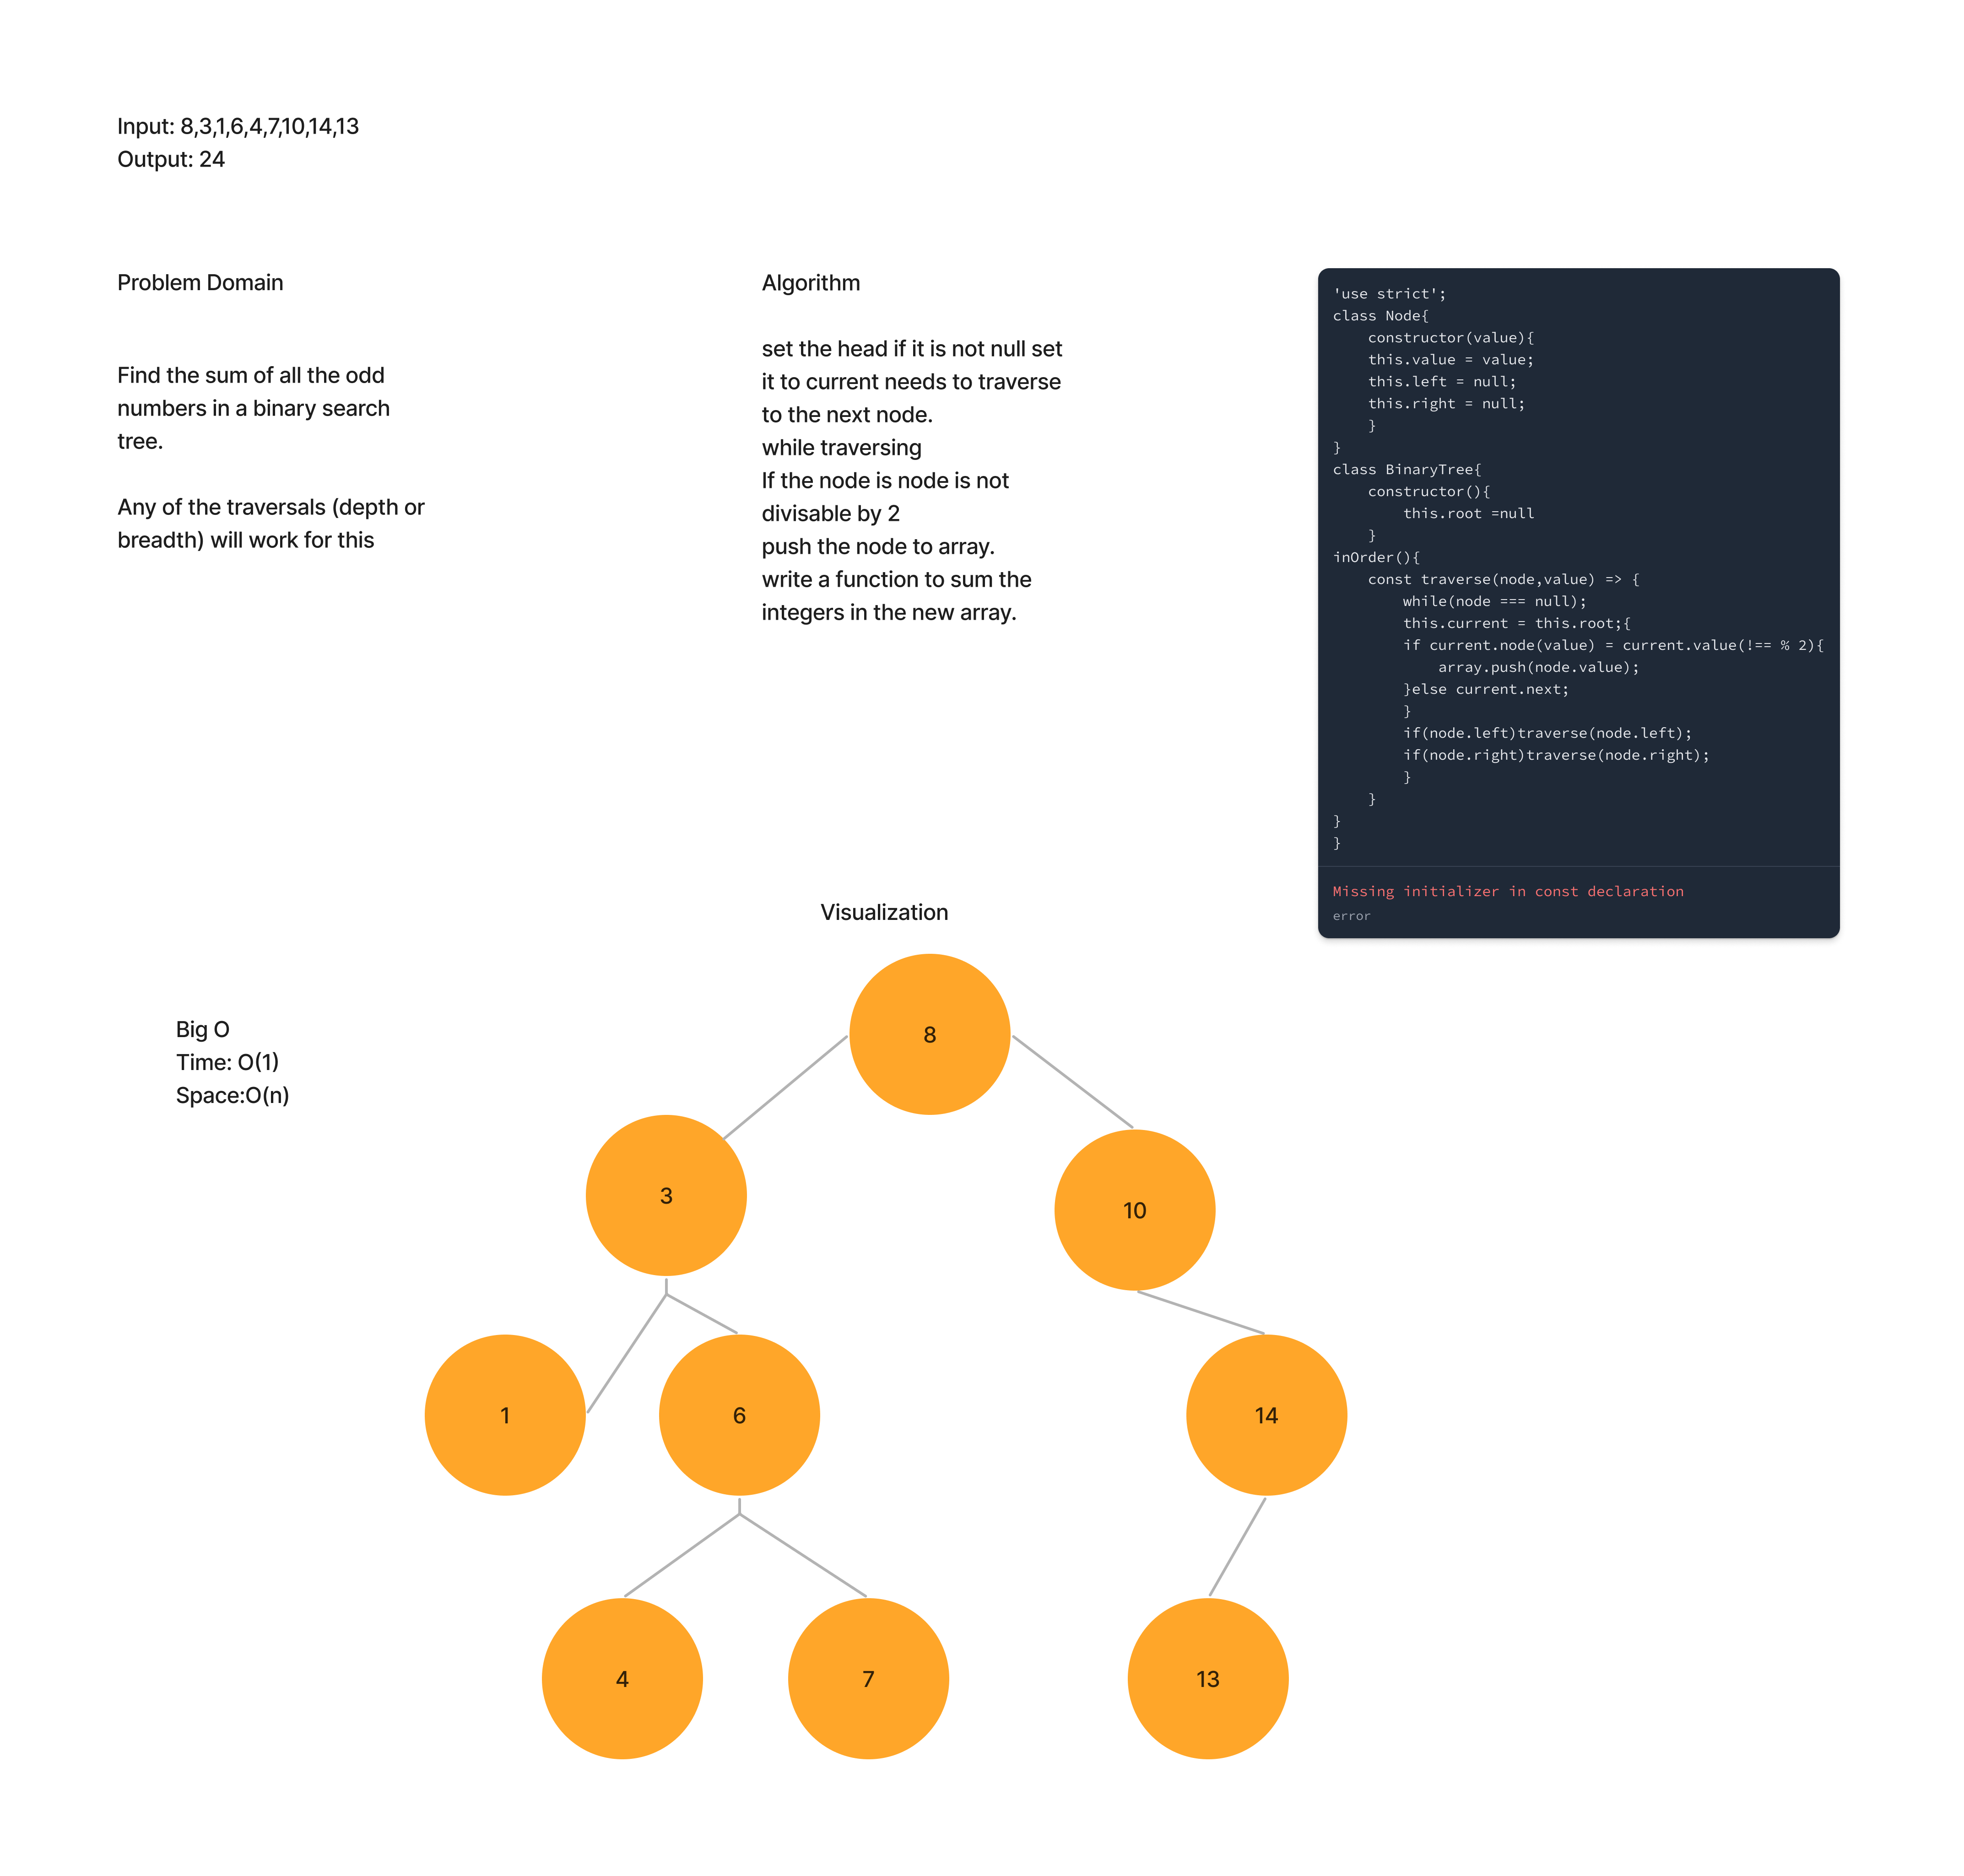 Input: 8,3,1,6,4,7,10,14,13
Output: 24
Problem Domain
Find the sum of all the odd
numbers in a binary search
tree.
Any of the traversals (depth or
breadth) will work for this
Algorithm
set the head if it is not null set
it to current needs to traverse
to the next node.
while traversing
If the node is node is not
divisable by 2
push the node to array.
write a function to sum the
integers in the new array.
'use strict';
class Node{
    constructor(value){
    this.value = value;
    this.left = null;
    this.right = null;
    }
}
class BinaryTree{
    constructor(){
        this.root =null
    }
inOrder(){
    const traverse(node,value) => {
        while(node === null);
        this.current = this.root;{
        if current.node(value) = current.value(!== % 2){
            array.push(node.value);
        }else current.next;
        }
        if(node.left)traverse(node.left);
        if(node.right)traverse(node.right);
        }
    }
}
}
Missing initializer in const declaration
error
Visualization
Big O
Time: O(1)
Space:O(n)
8
3
10
1
6
14
4
7
13